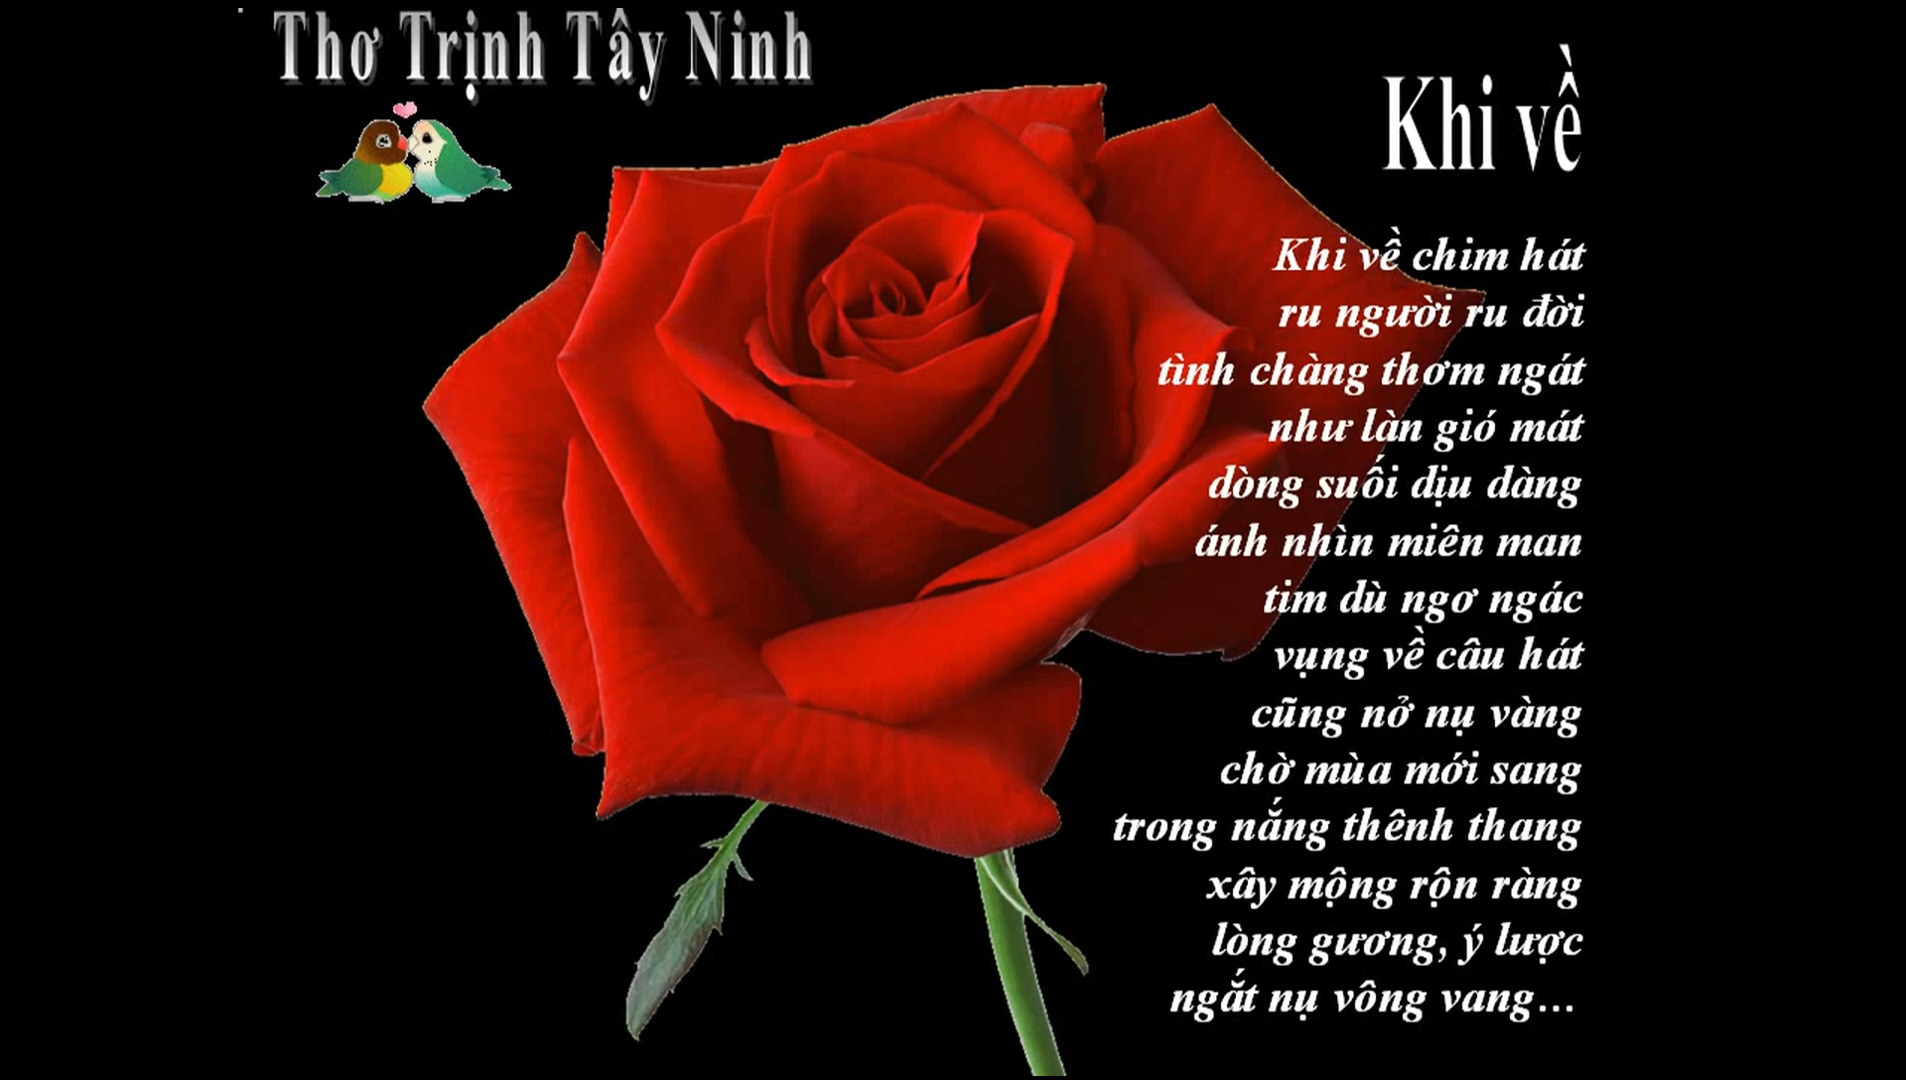 Thơ Trịnh Tây Ninh
Khi về
Khi về chim hát
ru người ru đời
tình chàng thơm ngát
như làn gió mát
dòng suối dịu dàng
ánh nhìn miên man
tim dù ngơ ngác
vụng về câu hát
cũng nở nụ vàng
chờ mùa mới sang
trong nắng thênh thang
xây mộng rộn ràng
lòng gương, ý lược
ngắt nụ vông vang...